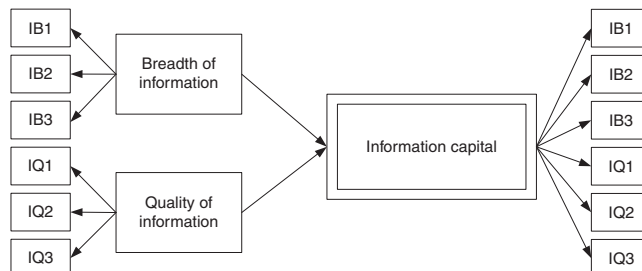 IB1
IB2
IB3
IQ1
IQ2
IQ3
Breadth of
information
Quality of
information
Information capital
IB1
IB2
IB3
IQ1
IQ2
IQ3